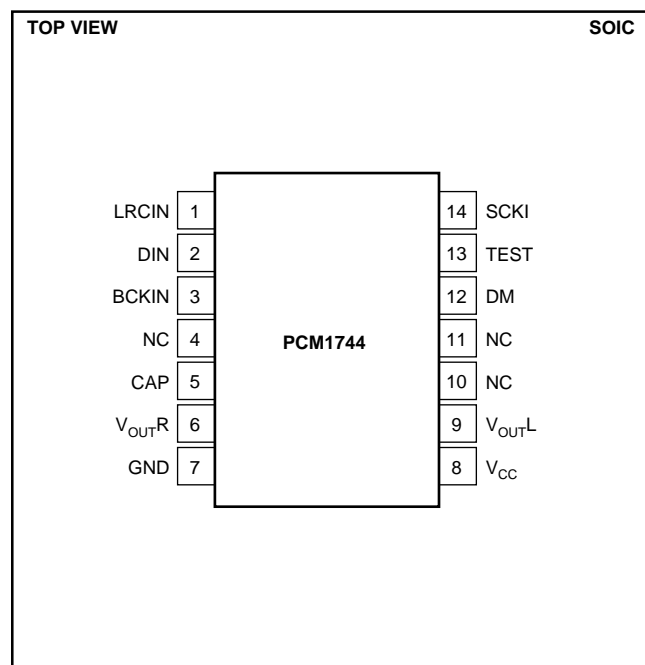 TOP VIEW SOIC
LRCIN 1 14 SCKI
DIN 2 13 TEST
BCKIN 3 12 DM
NC 4 PCM1744 11 NC
CAP 5 10 NC
VOUTR 6 9 VOUTL
GND 7 8 VCC